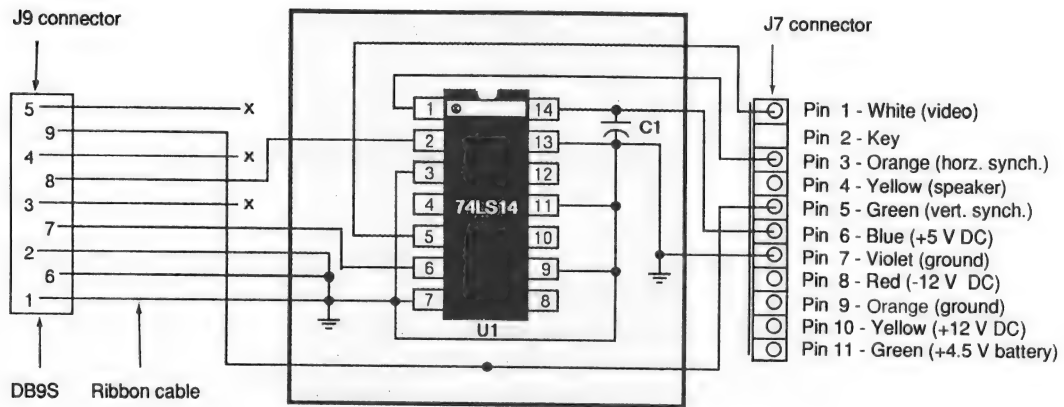 J9 connector
J7 connector
5
9
4
8
3
7
2
6
1
x
x
x
1
2
3
4
5
6
7
14
13
12
11
10
9
8
C1
74LS14
U1
Pin 1 - White (video)
Pin 2 - Key
Pin 3 - Orange (horz. synch.)
Pin 4 - Yellow (speaker)
Pin 5 - Green (vert. synch.)
Pin 6 - Blue (+5 V DC)
Pin 7 - Violet (ground)
Pin 8 - Red (-12 V DC)
Pin 9 - Orange (ground)
Pin 10 - Yellow (+12 V DC)
Pin 11 - Green (+4.5 V battery)
DB9S
Ribbon cable